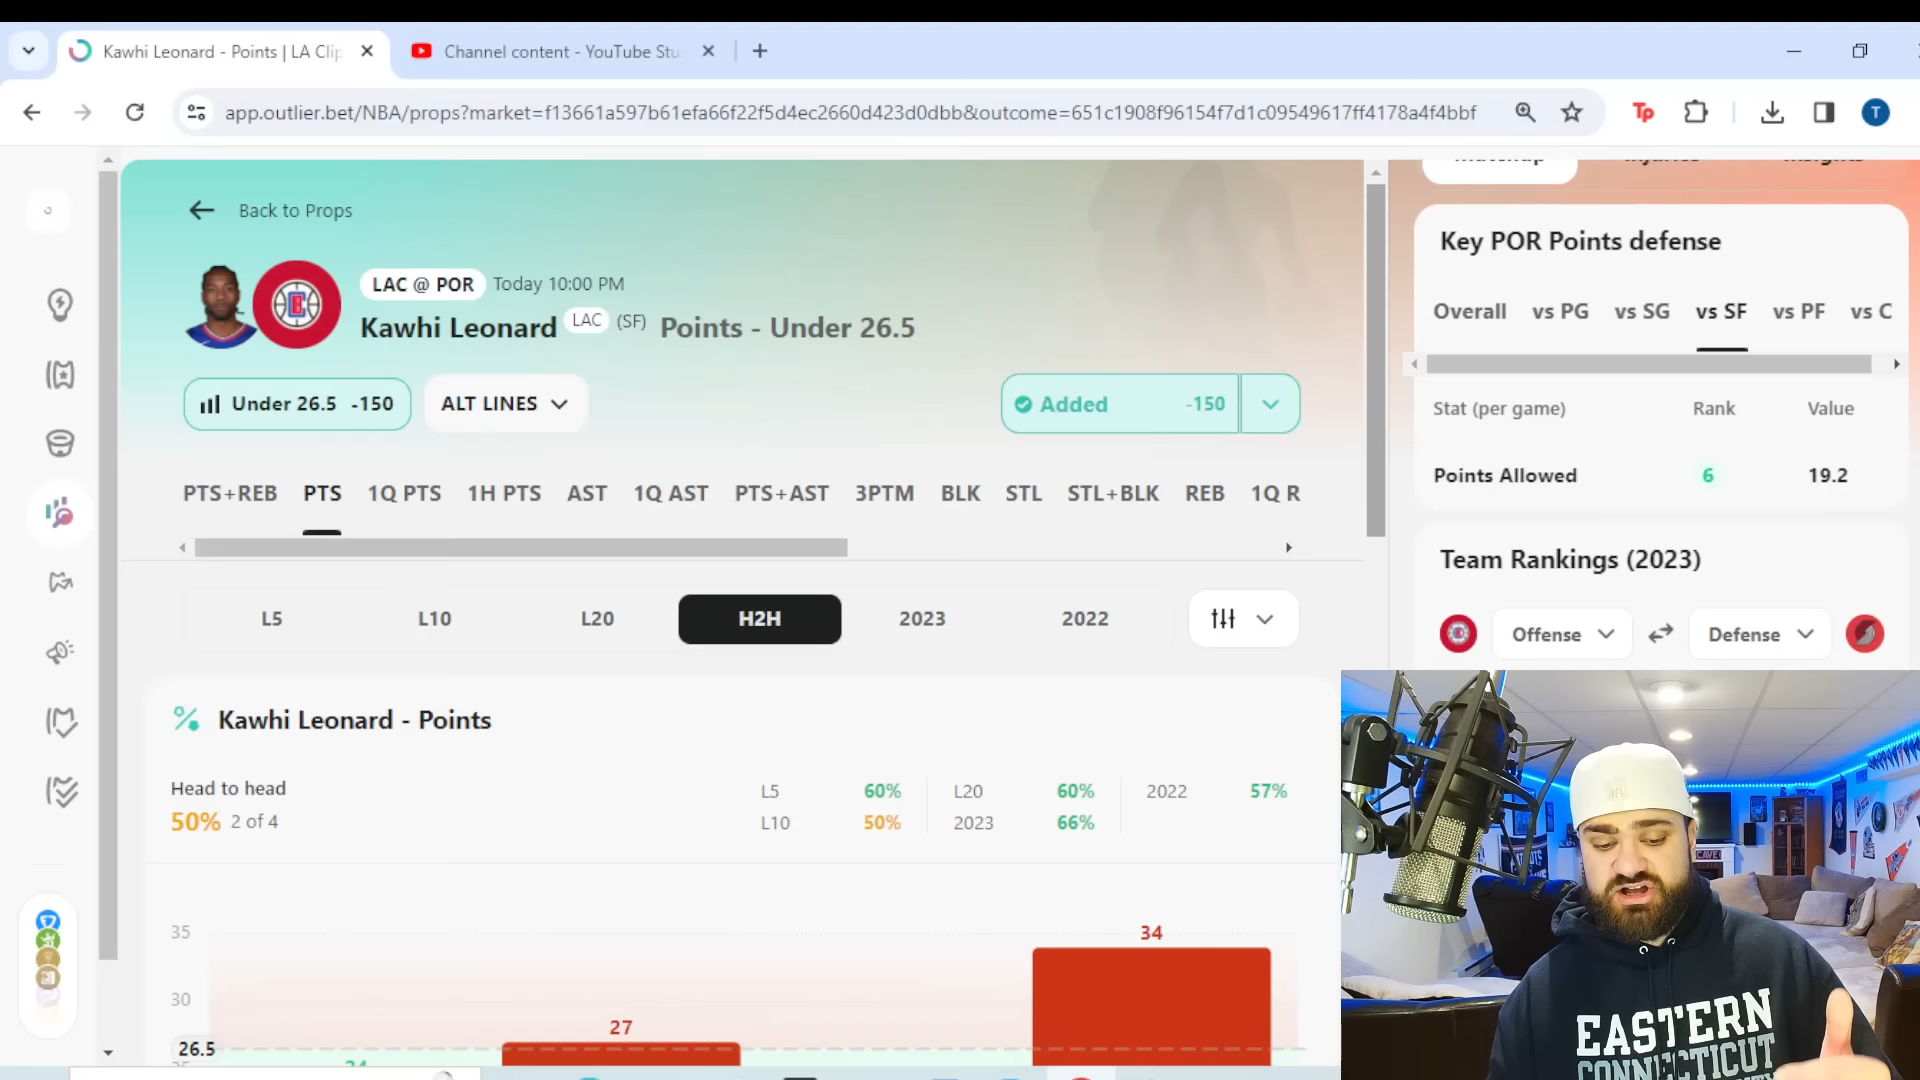 Kawhi Leonard - Points | LA Clip
Channel content - YouTube Stu
app.outlier.bet/NBA/props?market=f13661a597b61efa66f22f5d4ec2660d423d0dbb&outcome=651c1908f96154f7d1c09549617ff4178a4f4bbf
Tp
T
Back to Props
LAC @ POR Today 10:00 PM
Kawhi Leonard LAC (SF) Points - Under 26.5
Under 26.5 -150 ALT LINES
Added -150
PTS+REB PTS 1Q PTS 1H PTS AST 1Q AST PTS+AST 3PTM BLK STL STL+BLK REB 1Q R
L5 L10 L20 H2H 2023 2022
Kawhi Leonard - Points
Head to head
50% 2 of 4
L5 60% L20 60% 2022 57%
L10 50% 2023 66%
35
30
26.5
27
34
Key POR Points defense
Overall vs PG vs SG vs SF vs PF vs C
Stat (per game) Rank Value
Points Allowed 6 19.2
Team Rankings (2023)
Offense Defense
CAVE
EASTERN
CONNECTICUT